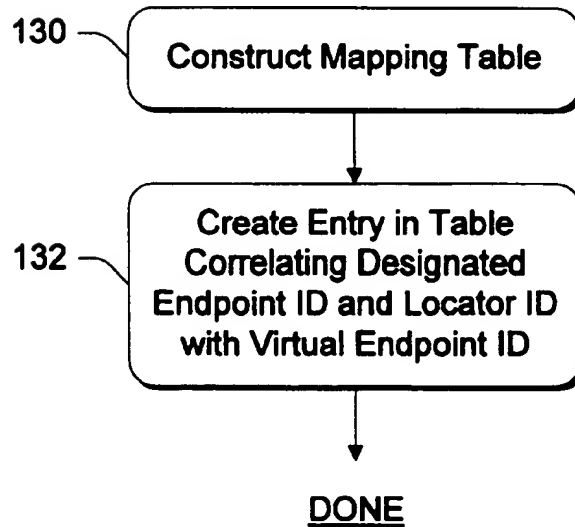 130
Construct Mapping Table
132
Create Entry in Table
Correlating Designated
Endpoint ID and Locator ID
with Virtual Endpoint ID
DONE